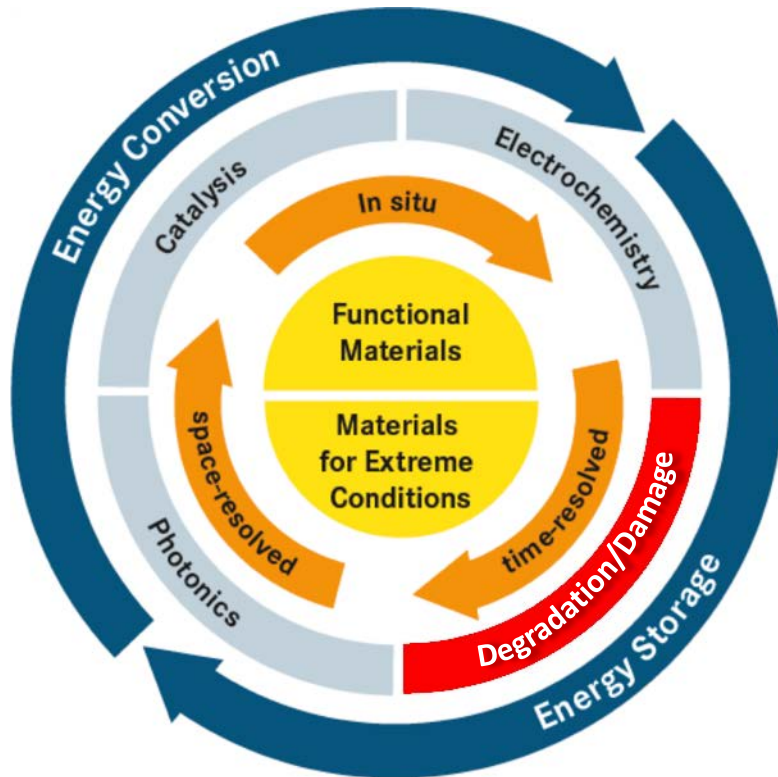 Energy Conversion
Catalysis
Electrochemistry
In situ
Functional
Materials
Materials
for Extreme
Conditions
space-resolved
time-resolved
Photonics
Degradation/Damage
Energy Storage